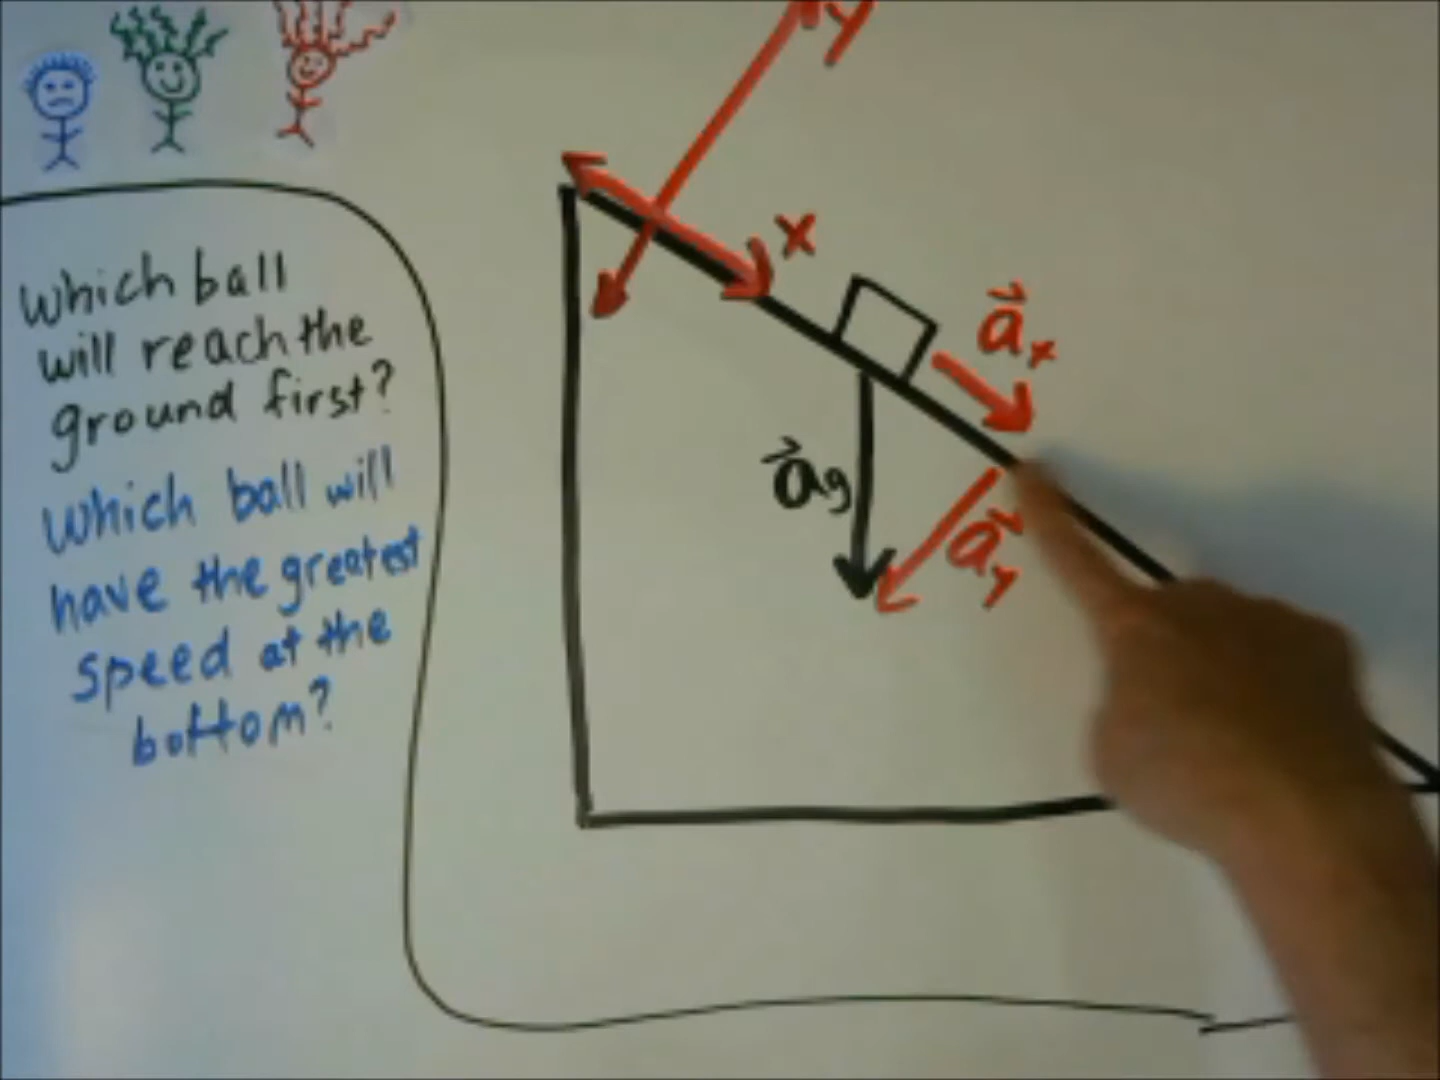 Which ball
will reach the
ground first?
Which ball will
have the greatest
speed at the
bottom?
y
x
a⃗x
a⃗g
a⃗y